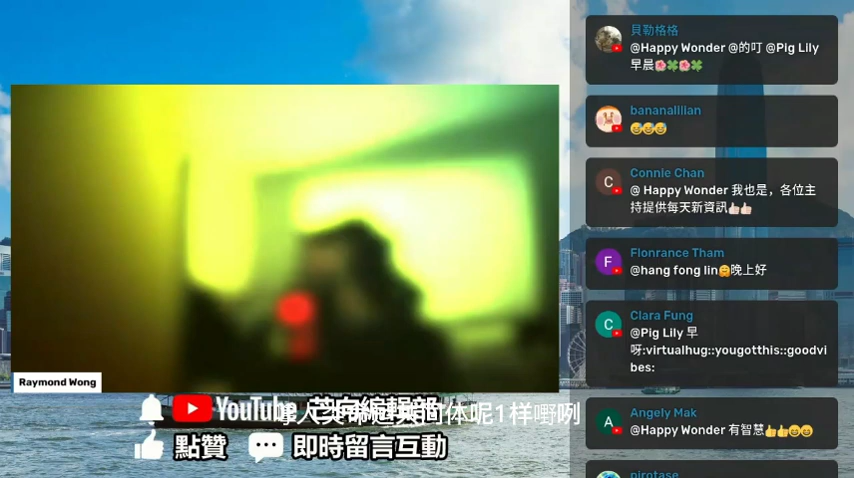 貝勒格格
@Happy Wonder @的叮 @Pig Lily
早晨🌺🍀🌺🍀
bananallllan
😅😅😅
Connie Chan
@ Happy Wonder 我也是，各位主
持提供每天新資訊👍🏻👍🏻
Flonrance Tham
@hang fong lin🤗晚上好
Clara Fung
@Pig Lily 早
呀:virtualhug::yougotthis::goodvi
bes:
Angely Mak
@Happy Wonder 有智慧👍👍😄😄
pirotase
Raymond Wong
YouTube
點贊
即時留言互動